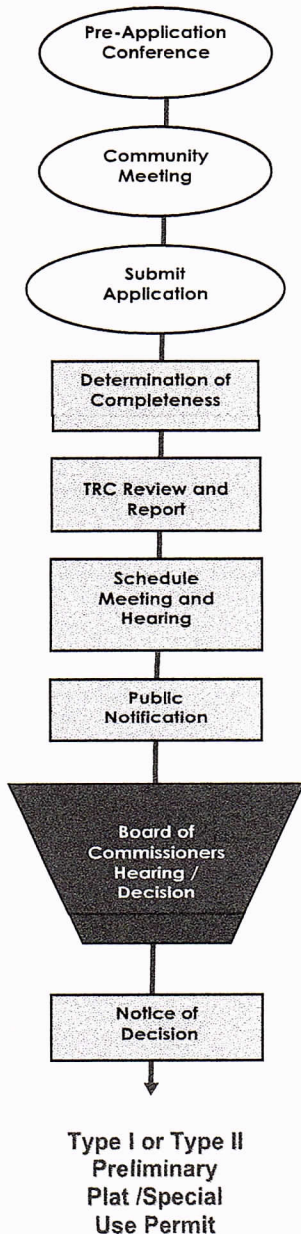 Pre-Application
Conference
Community
Meeting
Submit
Application
Determination of
Completeness
TRC Review and
Report
Schedule
Meeting and
Hearing
Public
Notification
Board of
Commissioners
Hearing /
Decision
Notice of
Decision
Type I or Type II
Preliminary
Plat /Special
Use Permit